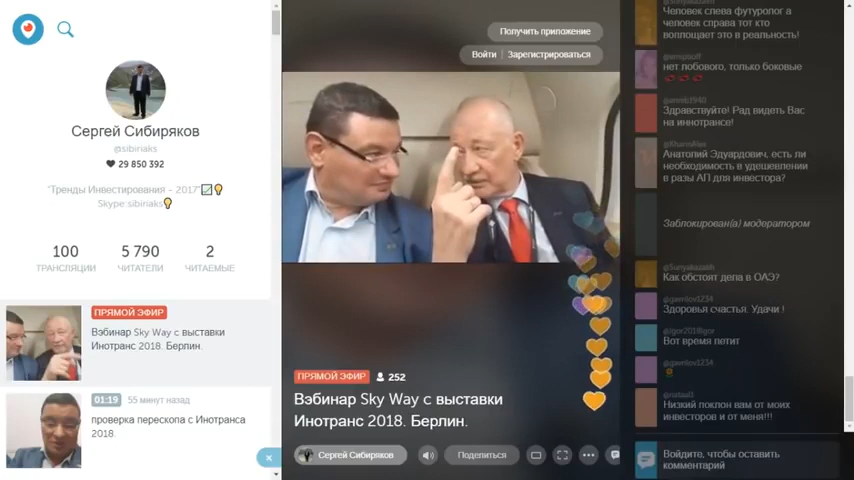 Сергей Сибиряков
@sibiriaks
29 850 392
"Тренды Инвестирования - 2017"
Skype:sibiriaks
100
ТРАНСЛЯЦИИ
5 790
ЧИТАТЕЛИ
2
ЧИТАЕМЫЕ
ПРЯМОЙ ЭФИР
Вэбинар Sky Way с
выставки
Инотранс 2018. Берлин.
01:19 55 минут назад
проверка перескопа с Инотранса
2018.
Получить приложение
Войти | Зарегистрироваться
ПРЯМОЙ ЭФИР 252
Вэбинар Sky Way с выставки
Инотранс 2018. Берлин.
Сергей Сибиряков
Поделиться
Человек слева футуролог а
человек справа тот кто
воплощает это в реальность!
нет лобового, только боковые
Здравствуйте! Рад видеть Вас
на иннотрансе!
Анатолий Эдуардович, есть ли
необходимость в удешевлении
в разы АП для инвестора?
Заблокирован(а) модератором
Как обстоят дела в ОАЭ?
@gavrilov1234
Здоровья счастья. Удачи !
Вот время летит
@gavrilov1234
Низкий поклон вам от моих
инвесторов и от меня!!!
Войдите, чтобы оставить
комментарий